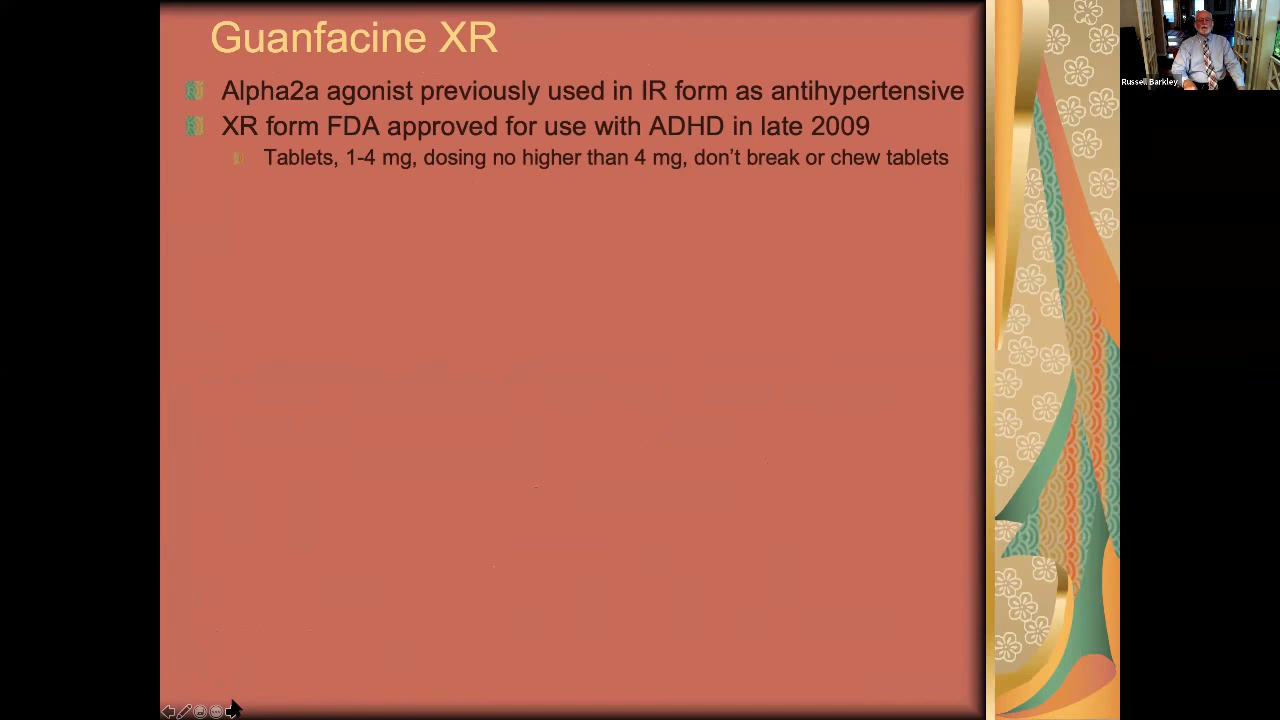 Guanfacine XR
Alpha2a agonist previously used in IR form as antihypertensive
XR form FDA approved for use with ADHD in late 2009
Tablets, 1-4 mg, dosing no higher than 4 mg, don’t break or chew tablets
Russell Barkley